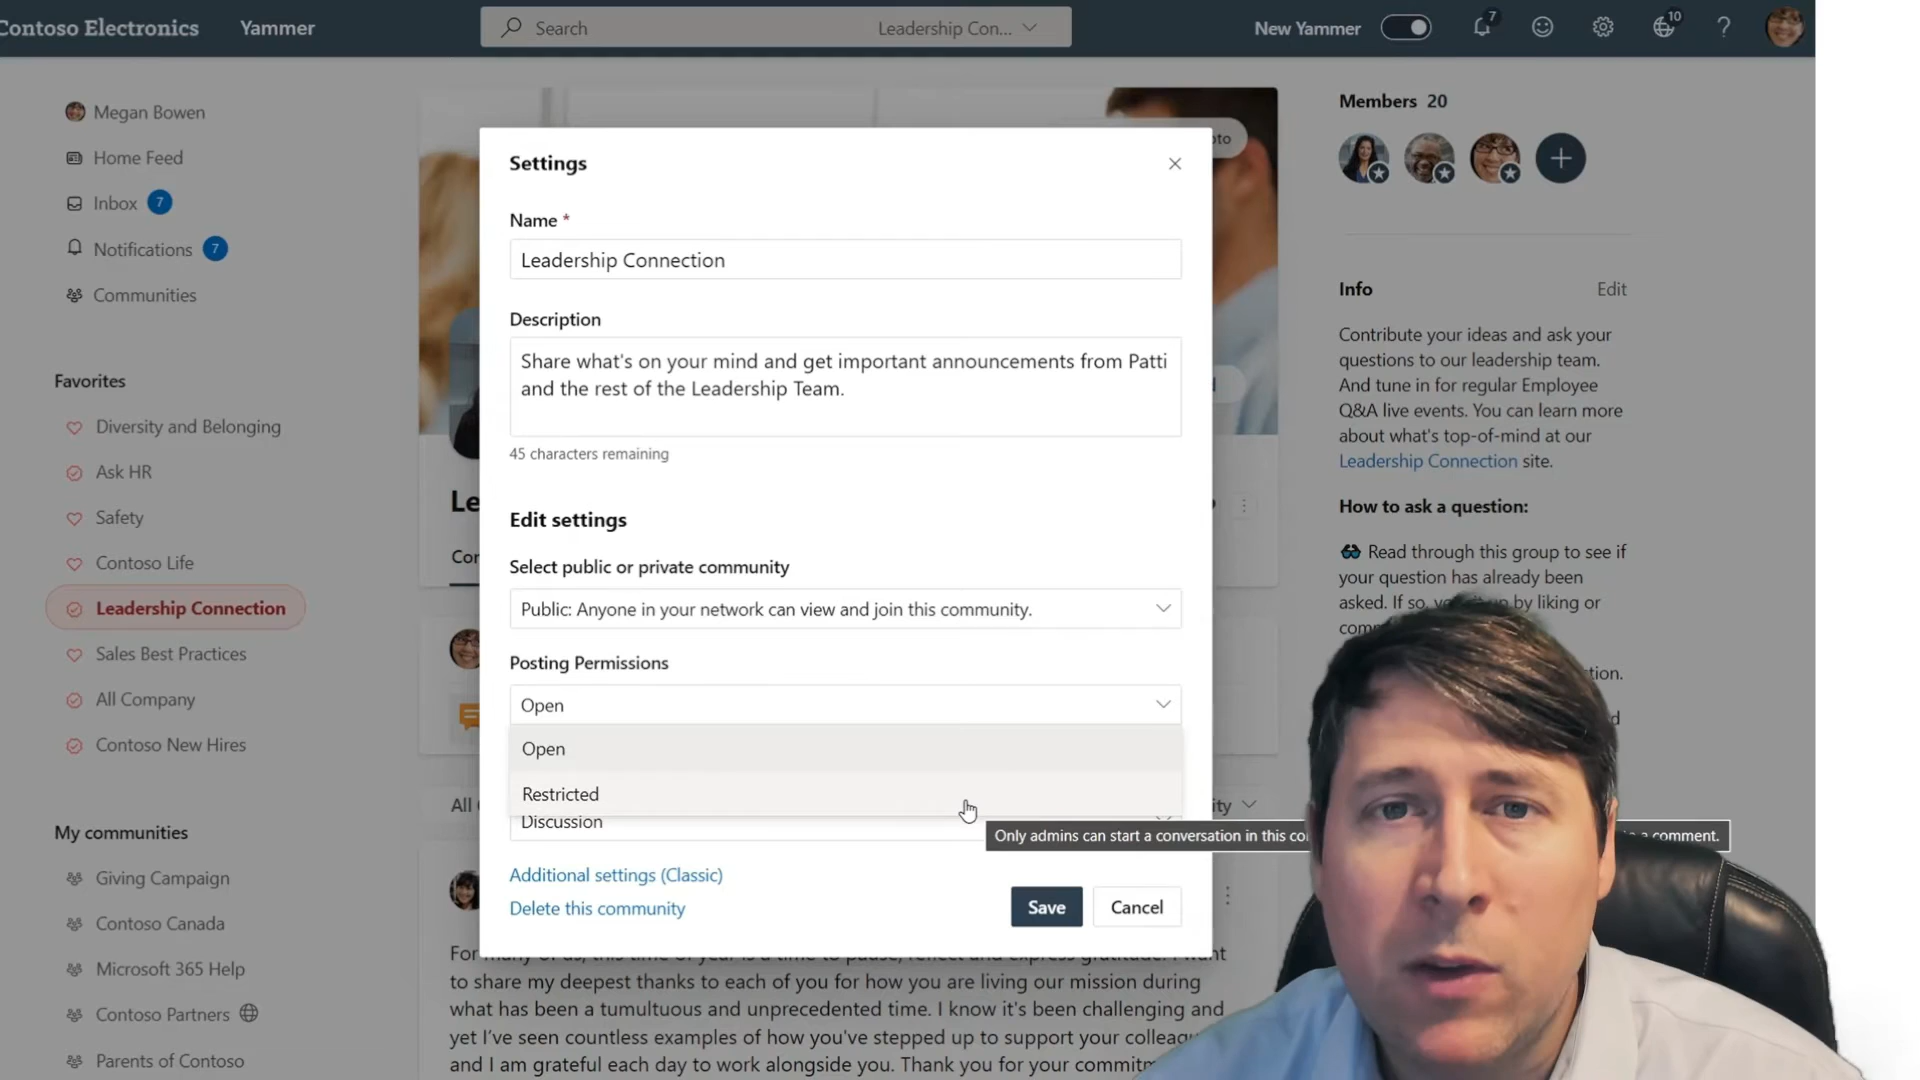 Contoso Electronics
Yammer
Search
Leadership Con...
New Yammer
7
10
?
Megan Bowen
Home Feed
Inbox 7
Notifications 7
Communities
Favorites
Diversity and Belonging
Ask HR
Safety
Contoso Life
Leadership Connection
Sales Best Practices
All Company
Contoso New Hires
My communities
Giving Campaign
Contoso Canada
Microsoft 365 Help
Contoso Partners
Parents of Contoso
Settings
Name *
Leadership Connection
Description
Share what's on your mind and get important announcements from Patti
and the rest of the Leadership Team.
45 characters remaining
Edit settings
Select public or private community
Public: Anyone in your network can view and join this community.
Posting Permissions
Open
Open
Restricted
Discussion
Only admins can start a conversation in this comment.
Additional settings (Classic)
Delete this community
Save
Cancel
All
to share my deepest thanks to each of you for how you are living our mission during
what has been a tumultuous and unprecedented time. I know it's been challenging and
yet I've seen countless examples of how you've stepped up to support your
and I am grateful each day to work alongside you. Thank you for your
Members 20
Info
Edit
Contribute your ideas and ask your
questions to our leadership team.
And tune in for regular Employee
Q&A live events. You can learn more
about what's top-of-mind at our
Leadership Connection site.
How to ask a question:
Read through this group to see if
your question has already been
asked. If so, by liking or